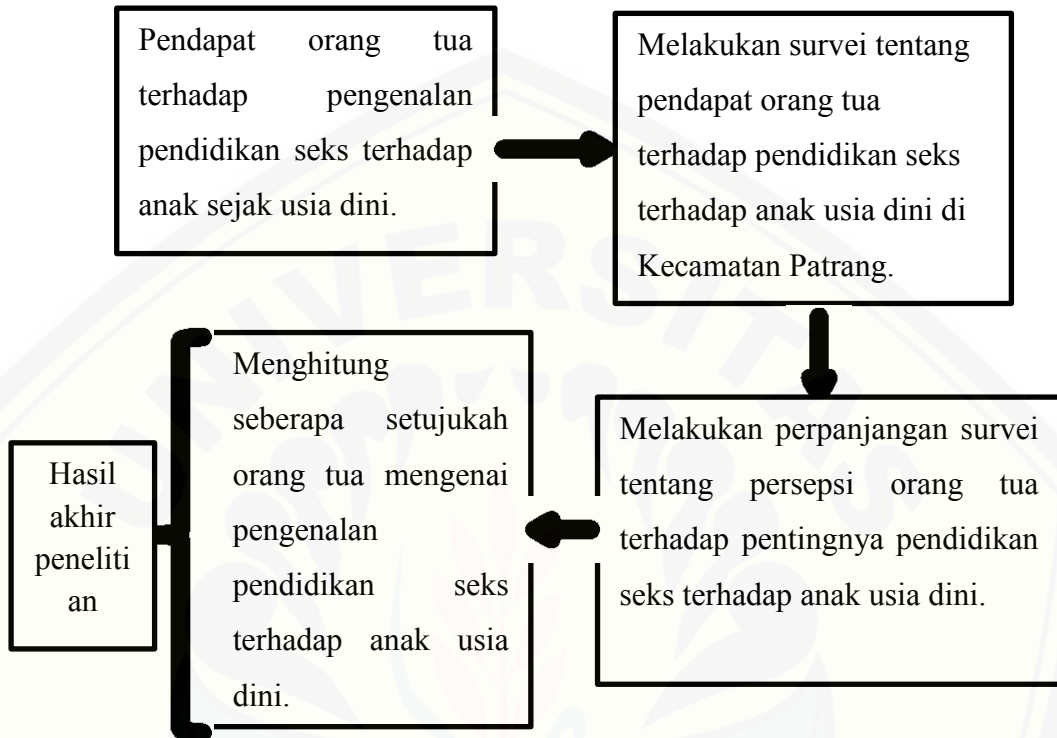 Pendapat orang tua
terhadap pengenalan
pendidikan seks terhadap
anak sejak usia dini.
Melakukan survei tentang
pendapat orang tua
terhadap pendidikan seks
terhadap anak usia dini di
Kecamatan Patrang.
Melakukan perpanjangan survei
tentang persepsi orang tua
terhadap pentingnya pendidikan
seks terhadap anak usia dini.
Menghitung
seberapa setujukah
orang tua mengenai
pengenalan
pendidikan seks
terhadap anak usia
dini.
Hasil
akhir
peneliti
an
UNIVERSITAS